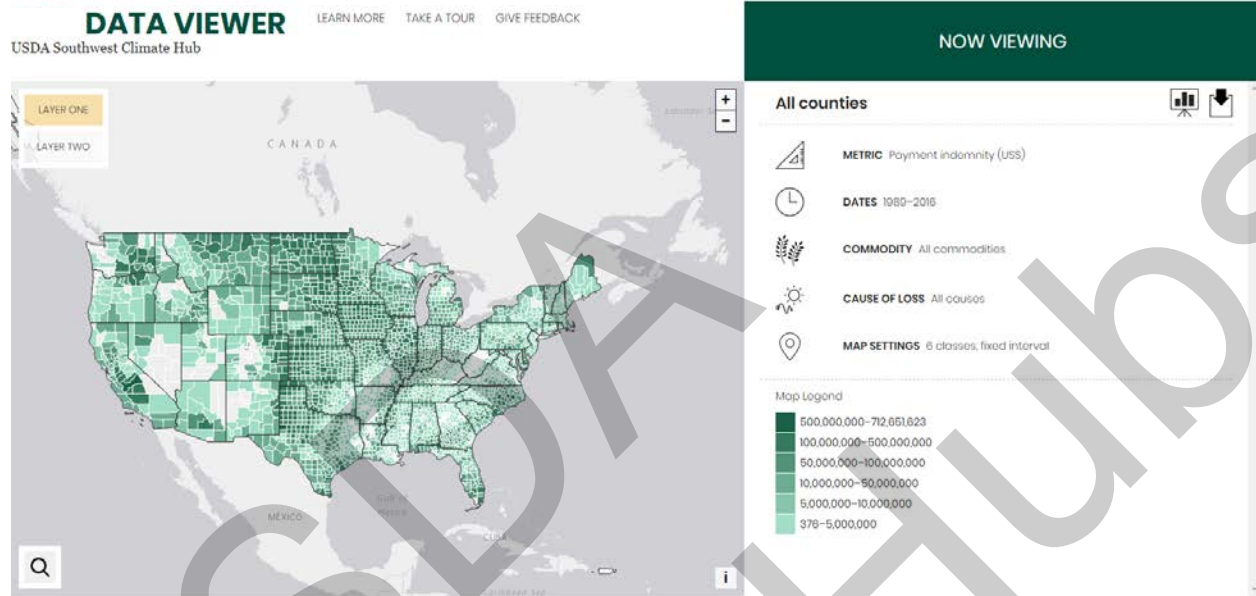 DATA VIEWER
LEARN MORE TAKE A TOUR GIVE FEEDBACK
USDA Southwest Climate Hub
LAYER ONE
LAYER TWO
+
-
CANADA
MÉXICO
CUBA
i
NOW VIEWING
All counties
METRIC Payment indemnity (US$)
DATES 1989–2016
COMMODITY All commodities
CAUSE OF LOSS All causes
MAP SETTINGS 6 classes, fixed interval
Map Legend
500,000,000–712,651,623
100,000,000–500,000,000
50,000,000–100,000,000
10,000,000–50,000,000
5,000,000–10,000,000
376–5,000,000